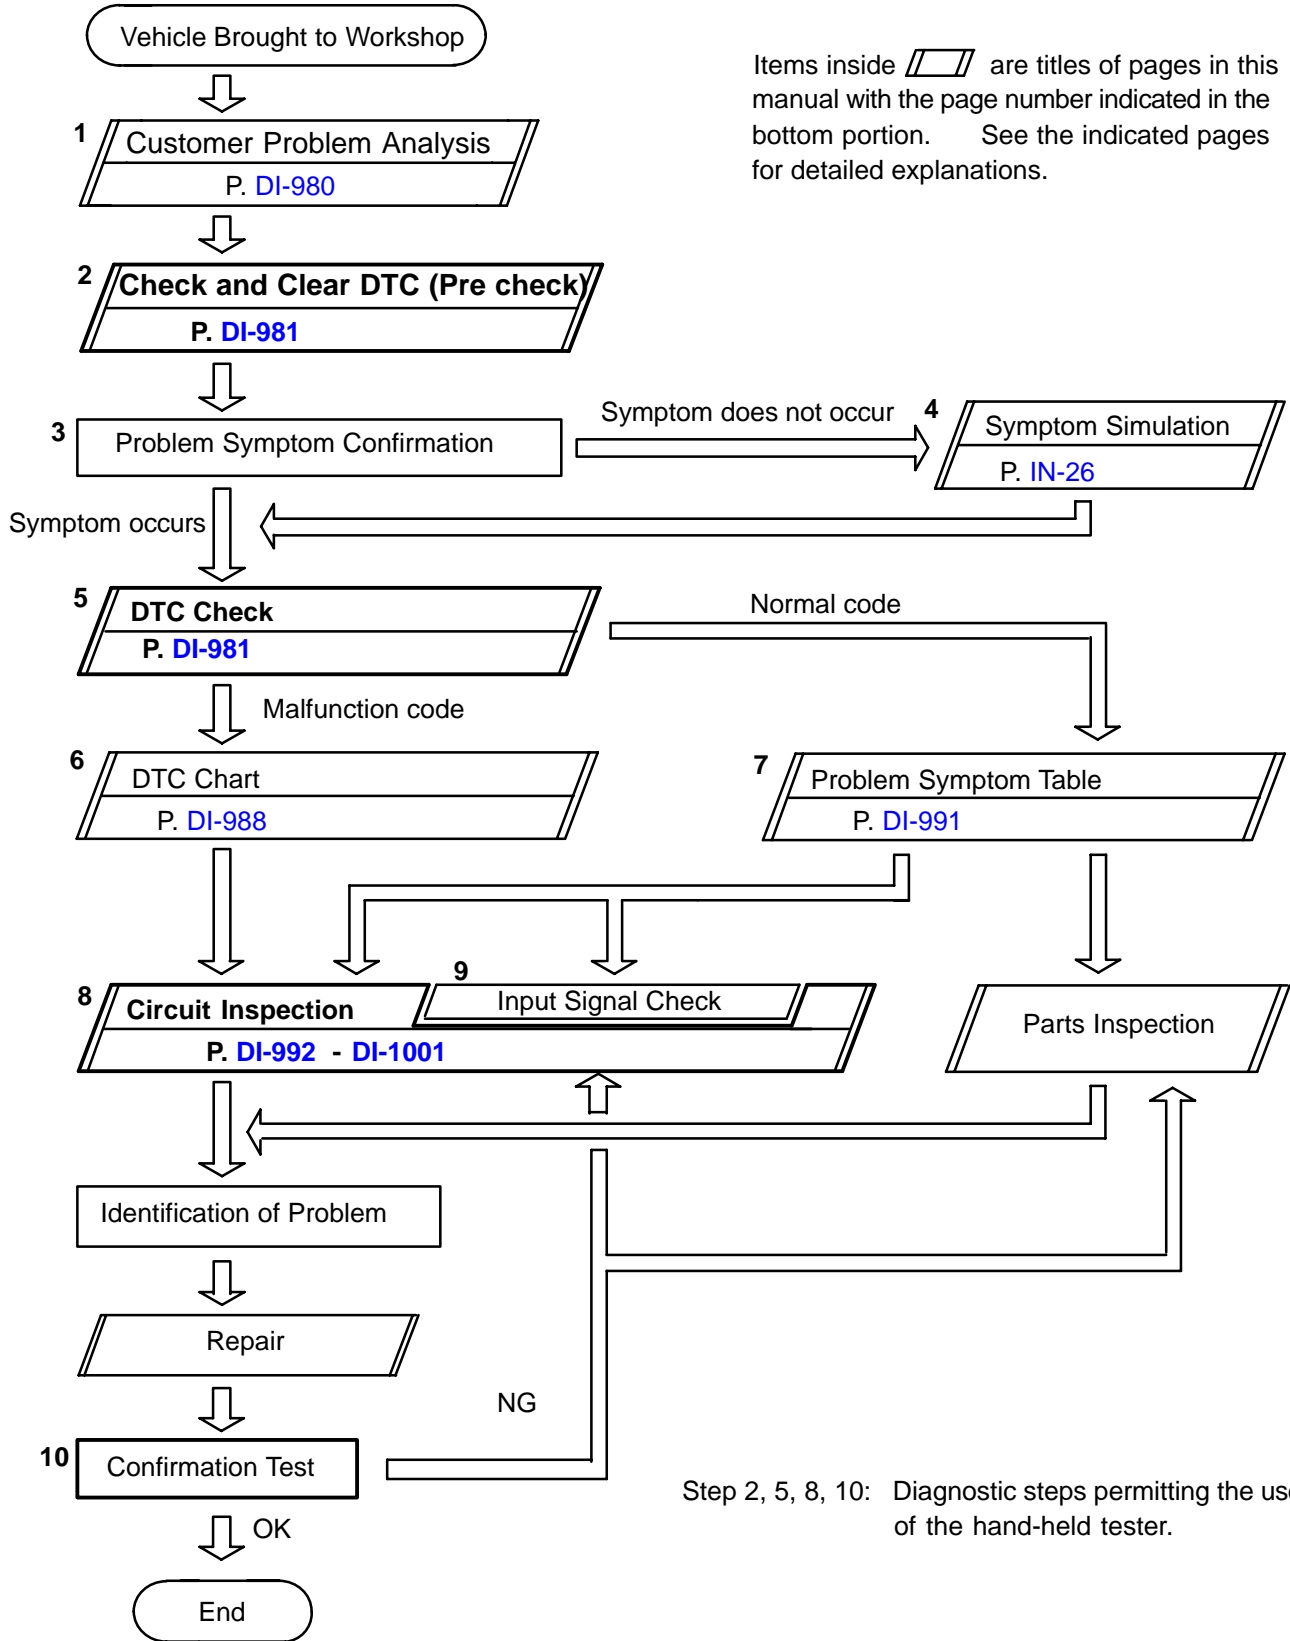 Vehicle Brought to Workshop
Items inside are titles of pages in this
manual with the page number indicated in the
bottom portion. See the indicated pages
for detailed explanations.
1
Customer Problem Analysis
P. DI-980
2
Check and Clear DTC (Pre check)
P. DI-981
3
Problem Symptom Confirmation
Symptom does not occur
4
Symptom Simulation
P. IN-26
Symptom occurs
5
DTC Check
P. DI-981
Normal code
Malfunction code
6
DTC Chart
P. DI-988
7
Problem Symptom Table
P. DI-991
8
Circuit Inspection
9
Input Signal Check
P. DI-992 - DI-1001
Parts Inspection
Identification of Problem
Repair
NG
10
Confirmation Test
Step 2, 5, 8, 10: Diagnostic steps permitting the
of the hand-held tester.
OK
End